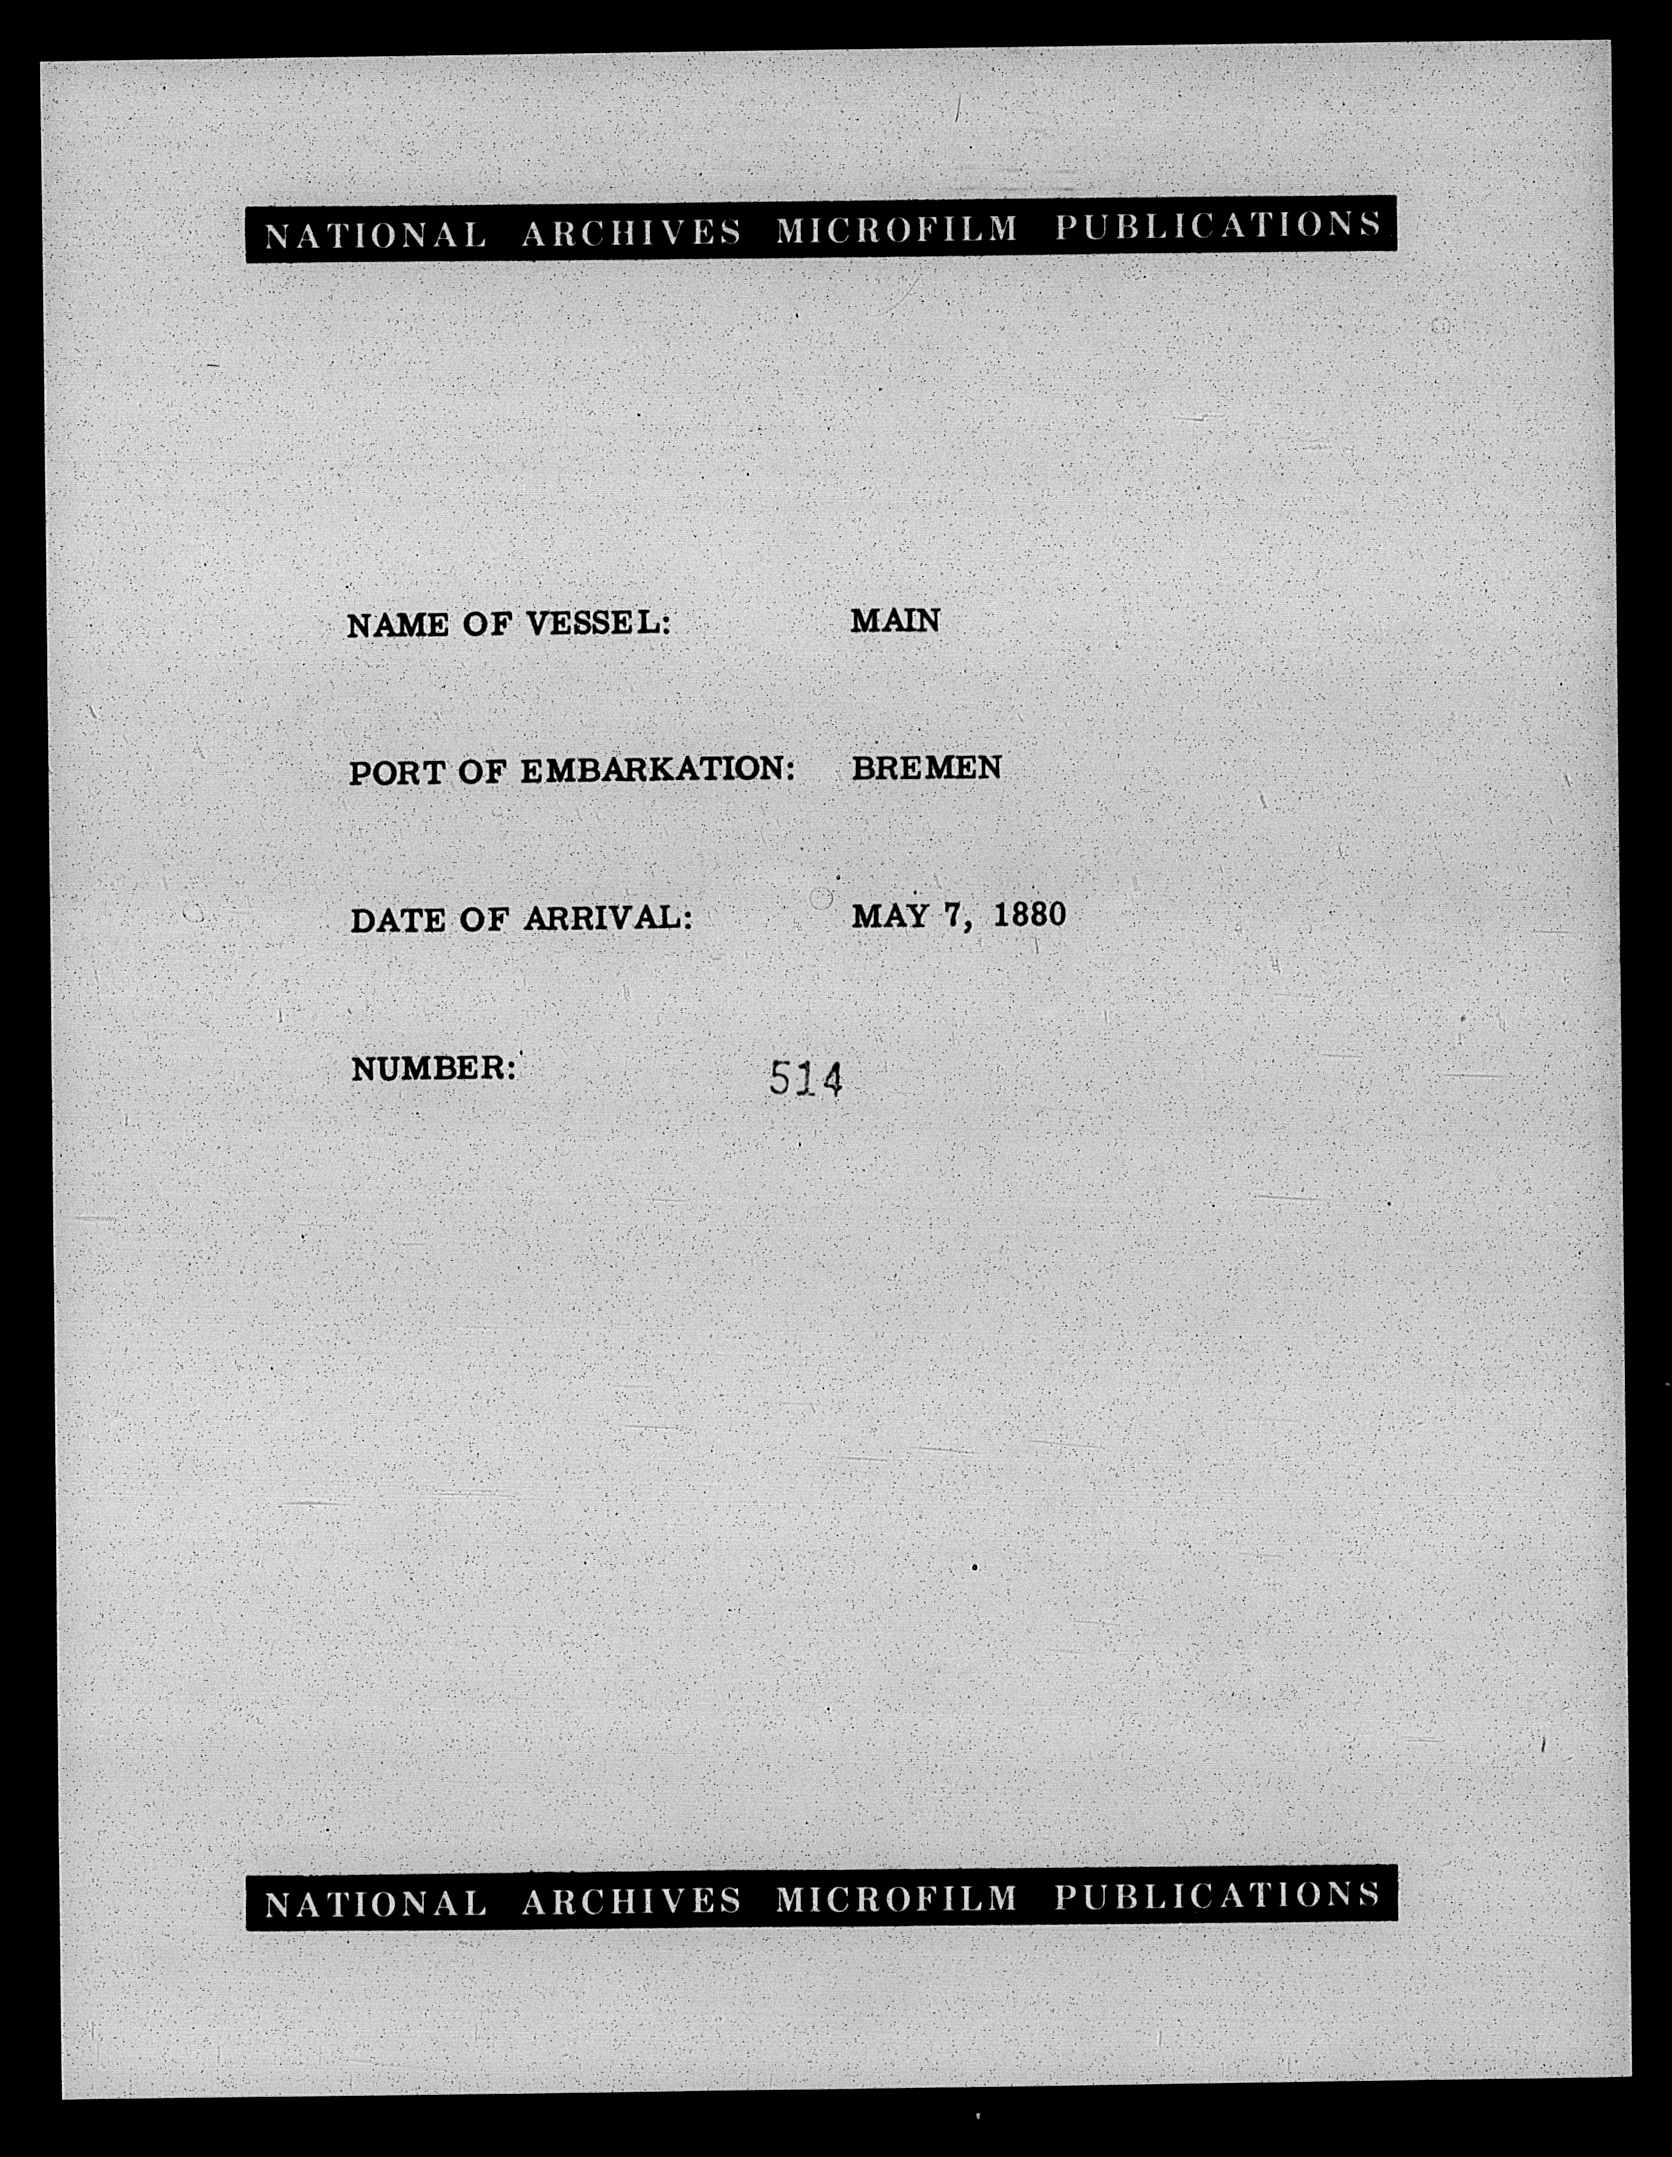 NATIONAL ARCHIVES MICROFILM PUBLICATIONS
NAME OF VESSEL: MAIN
PORT OF EMBARKATION: BREMEN
DATE OF ARRIVAL: MAY 7, 1880
NUMBER: 514
NATIONAL ARCHIVES MICROFILM PUBLICATIONS